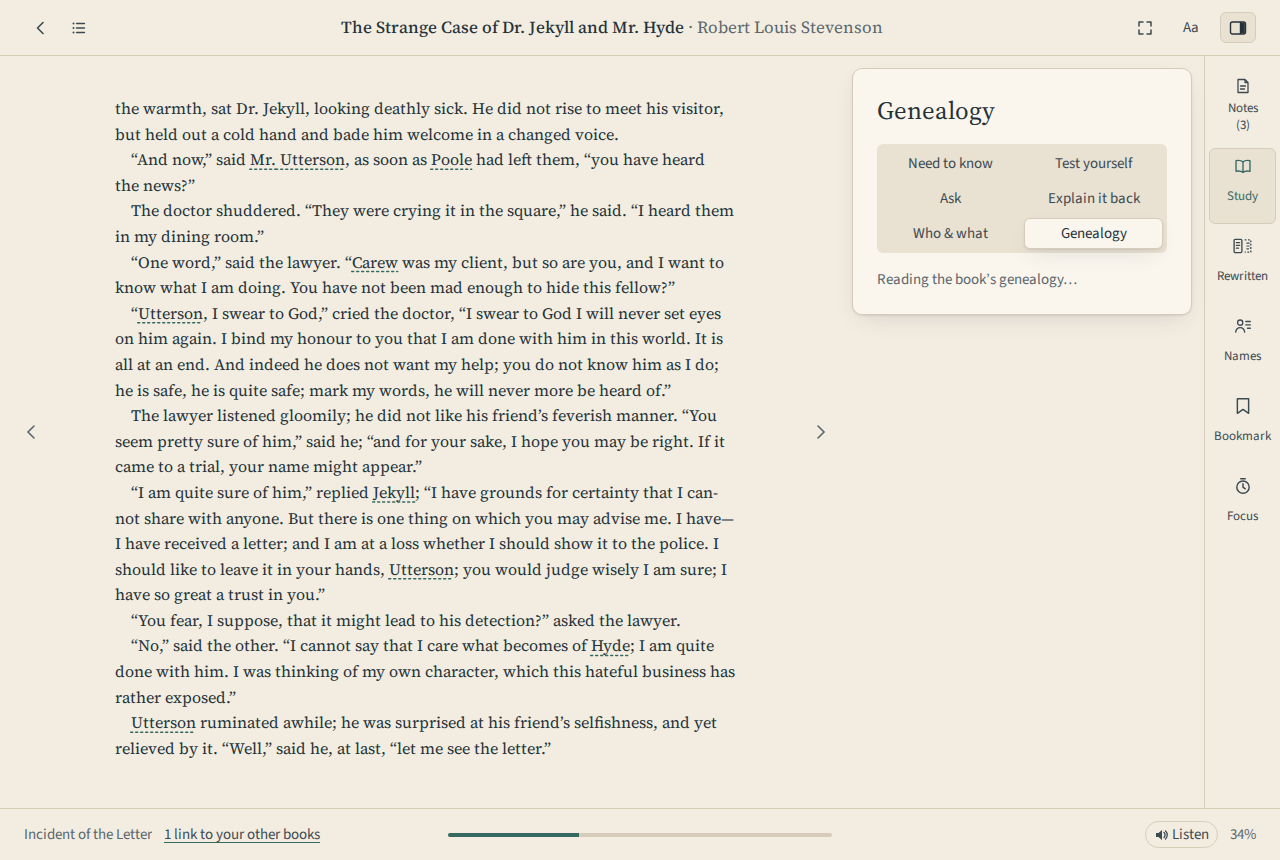 The Strange Case of Dr. Jekyll and Mr. Hyde · Robert Louis Stevenson
Aa
the warmth, sat Dr. Jekyll, looking deathly sick. He did not rise to meet his visitor,
but held out a cold hand and bade him welcome in a changed voice.
“And now,” said Mr. Utterson, as soon as Poole had left them, “you have heard
the news?”
The doctor shuddered. “They were crying it in the square,” he said. “I heard them
in my dining room.”
“One word,” said the lawyer. “Carew was my client, but so are you, and I want to
know what I am doing. You have not been mad enough to hide this fellow?”
“Utterson, I swear to God,” cried the doctor, “I swear to God I will never set eyes
on him again. I bind my honour to you that I am done with him in this world. It is
all at an end. And indeed he does not want my help; you do not know him as I do;
he is safe, he is quite safe; mark my words, he will never more be heard of.”
The lawyer listened gloomily; he did not like his friend’s feverish manner. “You
seem pretty sure of him,” said he; “and for your sake, I hope you may be right. If it
came to a trial, your name might appear.”
“I am quite sure of him,” replied Jekyll; “I have grounds for certainty that I can-
not share with anyone. But there is one thing on which you may advise me. I have—
I have received a letter; and I am at a loss whether I should show it to the police. I
should like to leave it in your hands, Utterson; you would judge wisely I am sure; I
have so great a trust in you.”
“You fear, I suppose, that it might lead to his detection?” asked the lawyer.
“No,” said the other. “I cannot say that I care what becomes of Hyde; I am quite
done with him. I was thinking of my own character, which this hateful business has
rather exposed.”
Utterson ruminated awhile; he was surprised at his friend’s selfishness, and yet
relieved by it. “Well,” said he, at last, “let me see the letter.”
Genealogy
Need to know
Test yourself
Ask
Explain it back
Who & what
Genealogy
Reading the book’s genealogy…
Notes
(3)
Study
Rewritten
Names
Bookmark
Focus
Incident of the Letter
1 link to your other books
Listen
34%